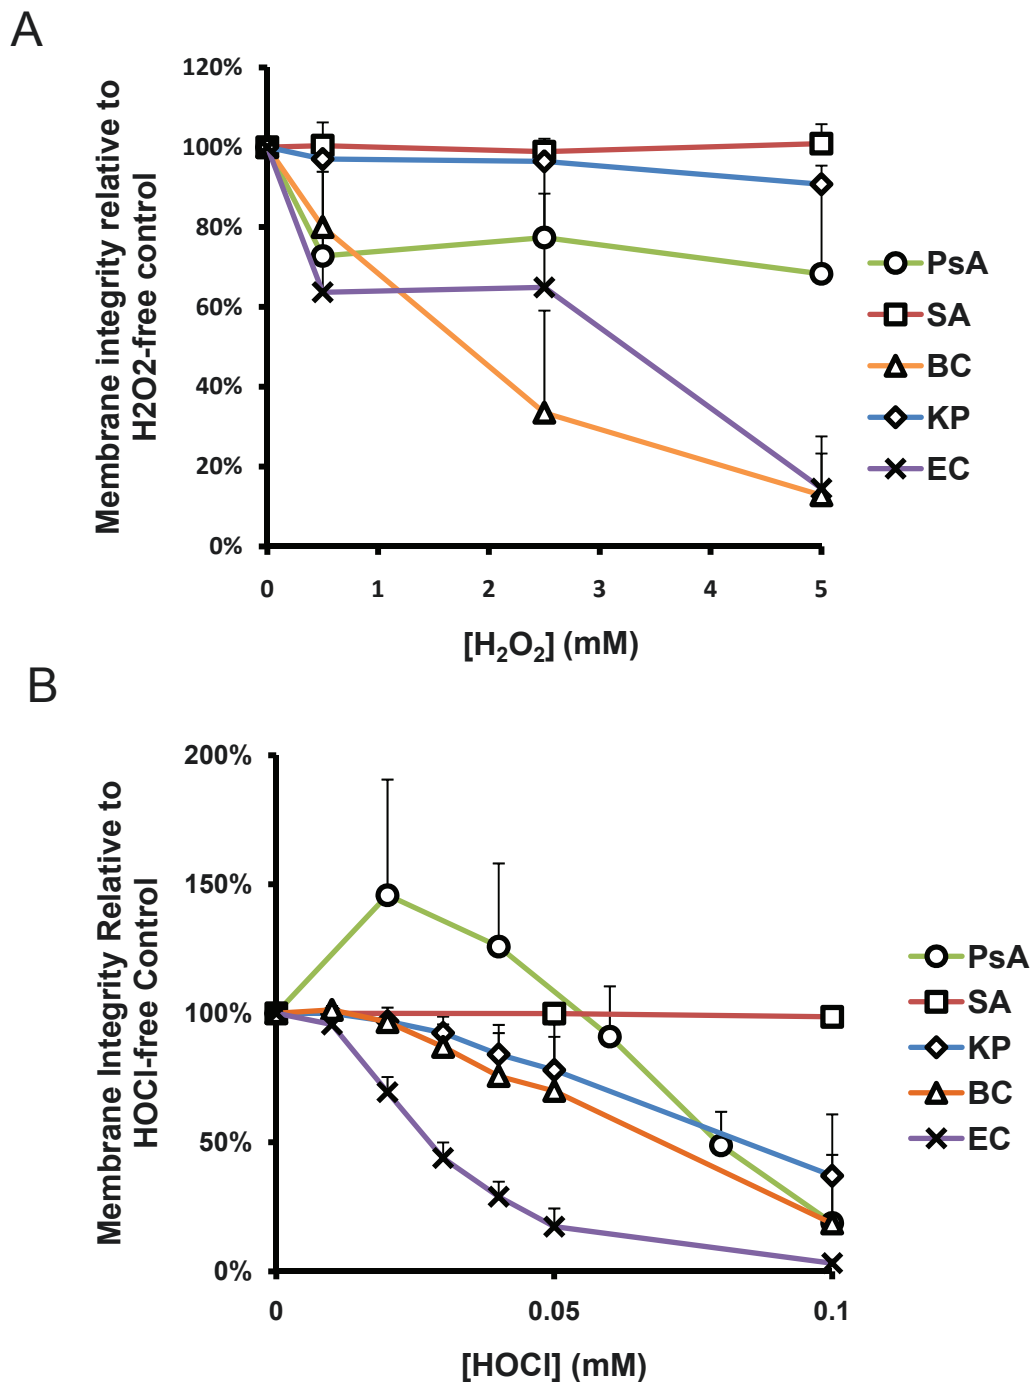 A
Membrane integrity relative to
H2O2-free control
120%
100%
80%
60%
40%
20%
0%
0 1 2 3 4 5
[H₂O₂] (mM)
PsA
SA
BC
KP
EC
B
Membrane Integrity Relative to
HOCl-free Control
200%
150%
100%
50%
0%
0 0.05 0.1
[HOCl] (mM)
PsA
SA
KP
BC
EC